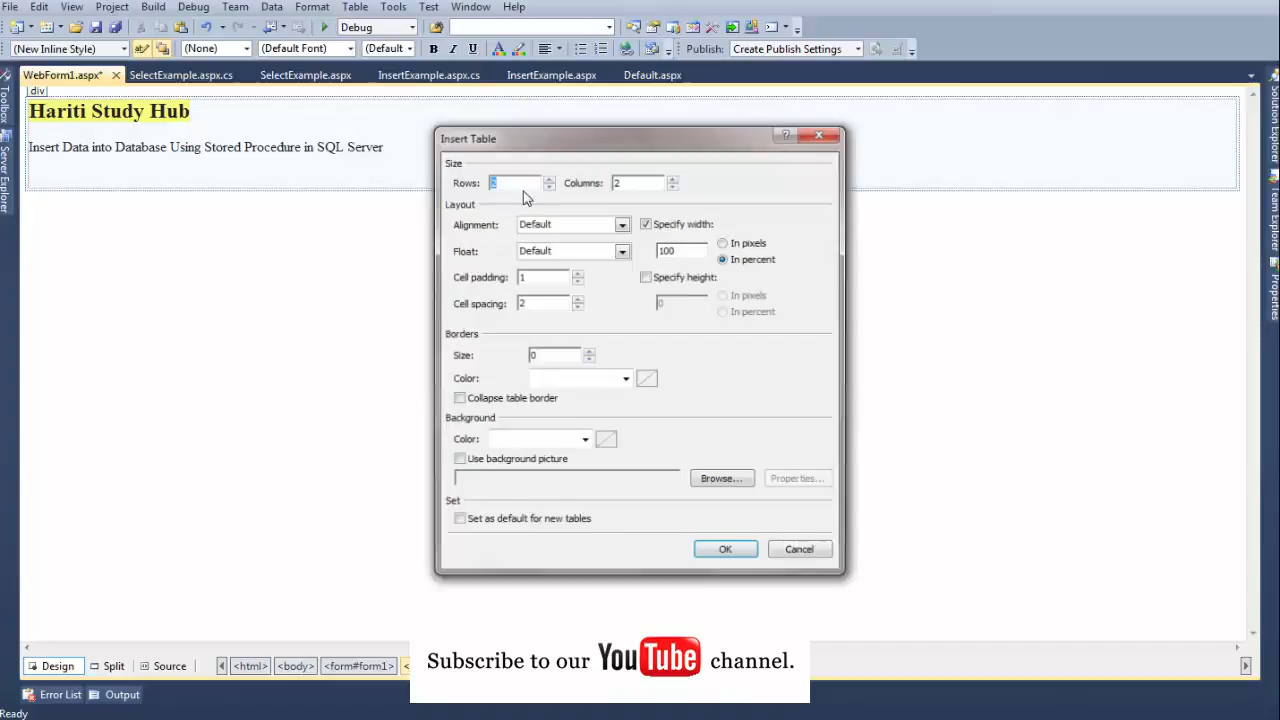 File Edit View Project Build Debug Team Data Format Table Tools Test Window Help
Debug
(New Inline Style) (None) (Default Font) (Default B I U A Publish: Create Publish Settings
WebForm1.aspx* SelectExample.aspx.cs SelectExample.aspx InsertExample.aspx.cs InsertExample.aspx Default.aspx
div
Hariti Study Hub
Insert Data into Database Using Stored Procedure in SQL Server
Toolbox
Server Explorer
Solution Explorer
Team Explorer
Properties
Insert Table
Size
Rows: 2 Columns: 2
Layout
Alignment: Default Specify width:
Float: Default 100 In pixels
In percent
Cell padding: 1 Specify height:
Cell spacing: 2 0 In pixels
In percent
Borders
Size: 0
Color:
Collapse table border
Background
Color:
Use background picture
Browse... Properties...
Set
Set as default for new tables
OK Cancel
Subscribe to our YouTube channel.
Design Split Source <html> <body> <form#form1>
Error List Output
Ready